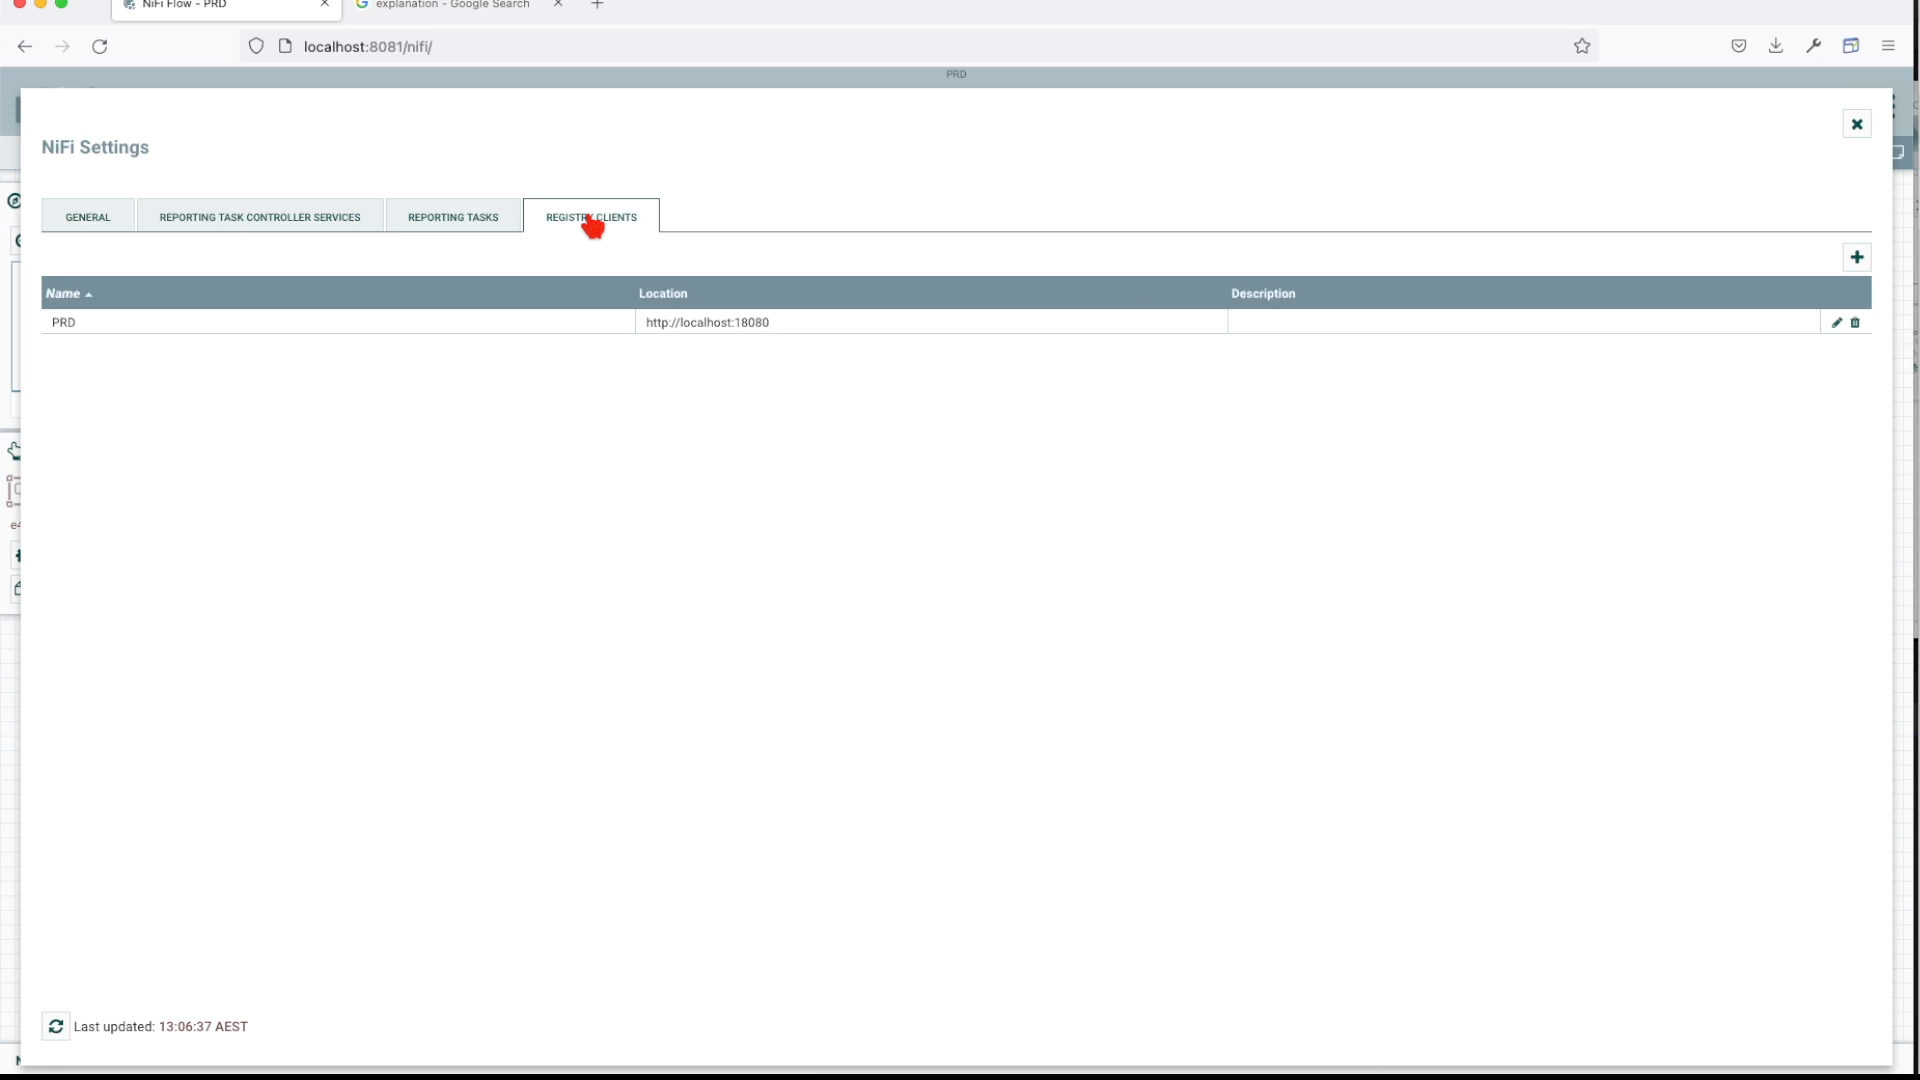 NiFi Flow - PRD
explanation - Google Search
localhost:8081/nifi/
PRD
NiFi Settings
GENERAL
REPORTING TASK CONTROLLER SERVICES
REPORTING TASKS
REGISTRY CLIENTS
Name
Location
Description
PRD
http://localhost:18080
Last updated: 13:06:37 AEST